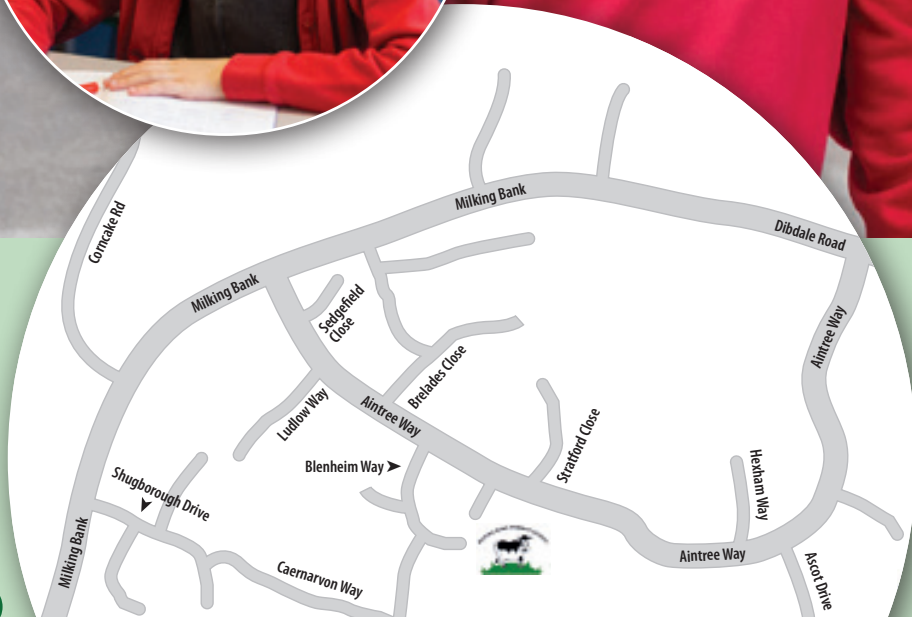 Corncake Rd
Milking Bank
Dibdale Road
Milking Bank
Sedgefield
Close
Aintree Way
Brelades Close
Ludlow Way
Aintree Way
Stratford Close
Blenheim Way
Hexham Way
Shugborough Drive
Milking Bank
Aintree Way
Caernarvon Way
Ascot Drive